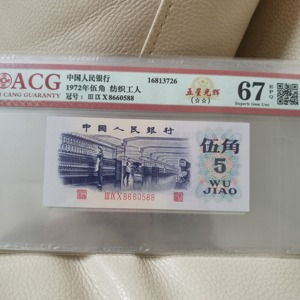 ACG
CANG GUARANTY
中国人民银行 16813726
1972年伍角 纺织工人
冠号: III IX X 8660588
五星光辉
(☆☆)
67 EPQ
Superb Gem Unc
中国人民银行
伍角
5
WU
JIAO
III IX X 8660588